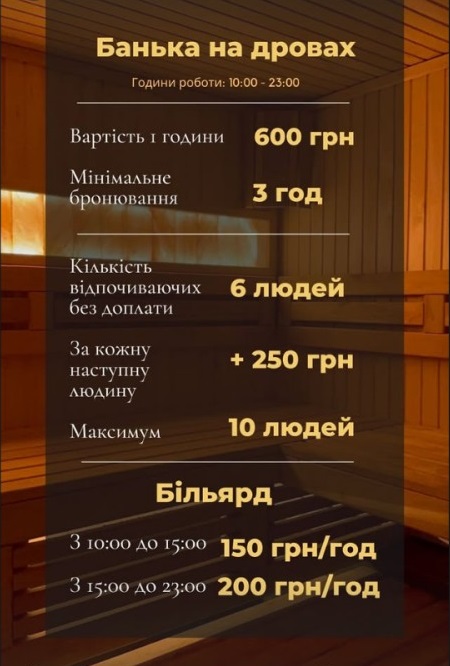 Банька на дровах
Години роботи: 10:00 - 23:00
Вартість 1 години 600 грн
Мінімальне
бронювання 3 год
Кількість
відпочиваючих
без доплати 6 людей
За кожну
наступну
людину + 250 грн
Максимум 10 людей
Більярд
З 10:00 до 15:00 150 грн/год
З 15:00 до 23:00 200 грн/год